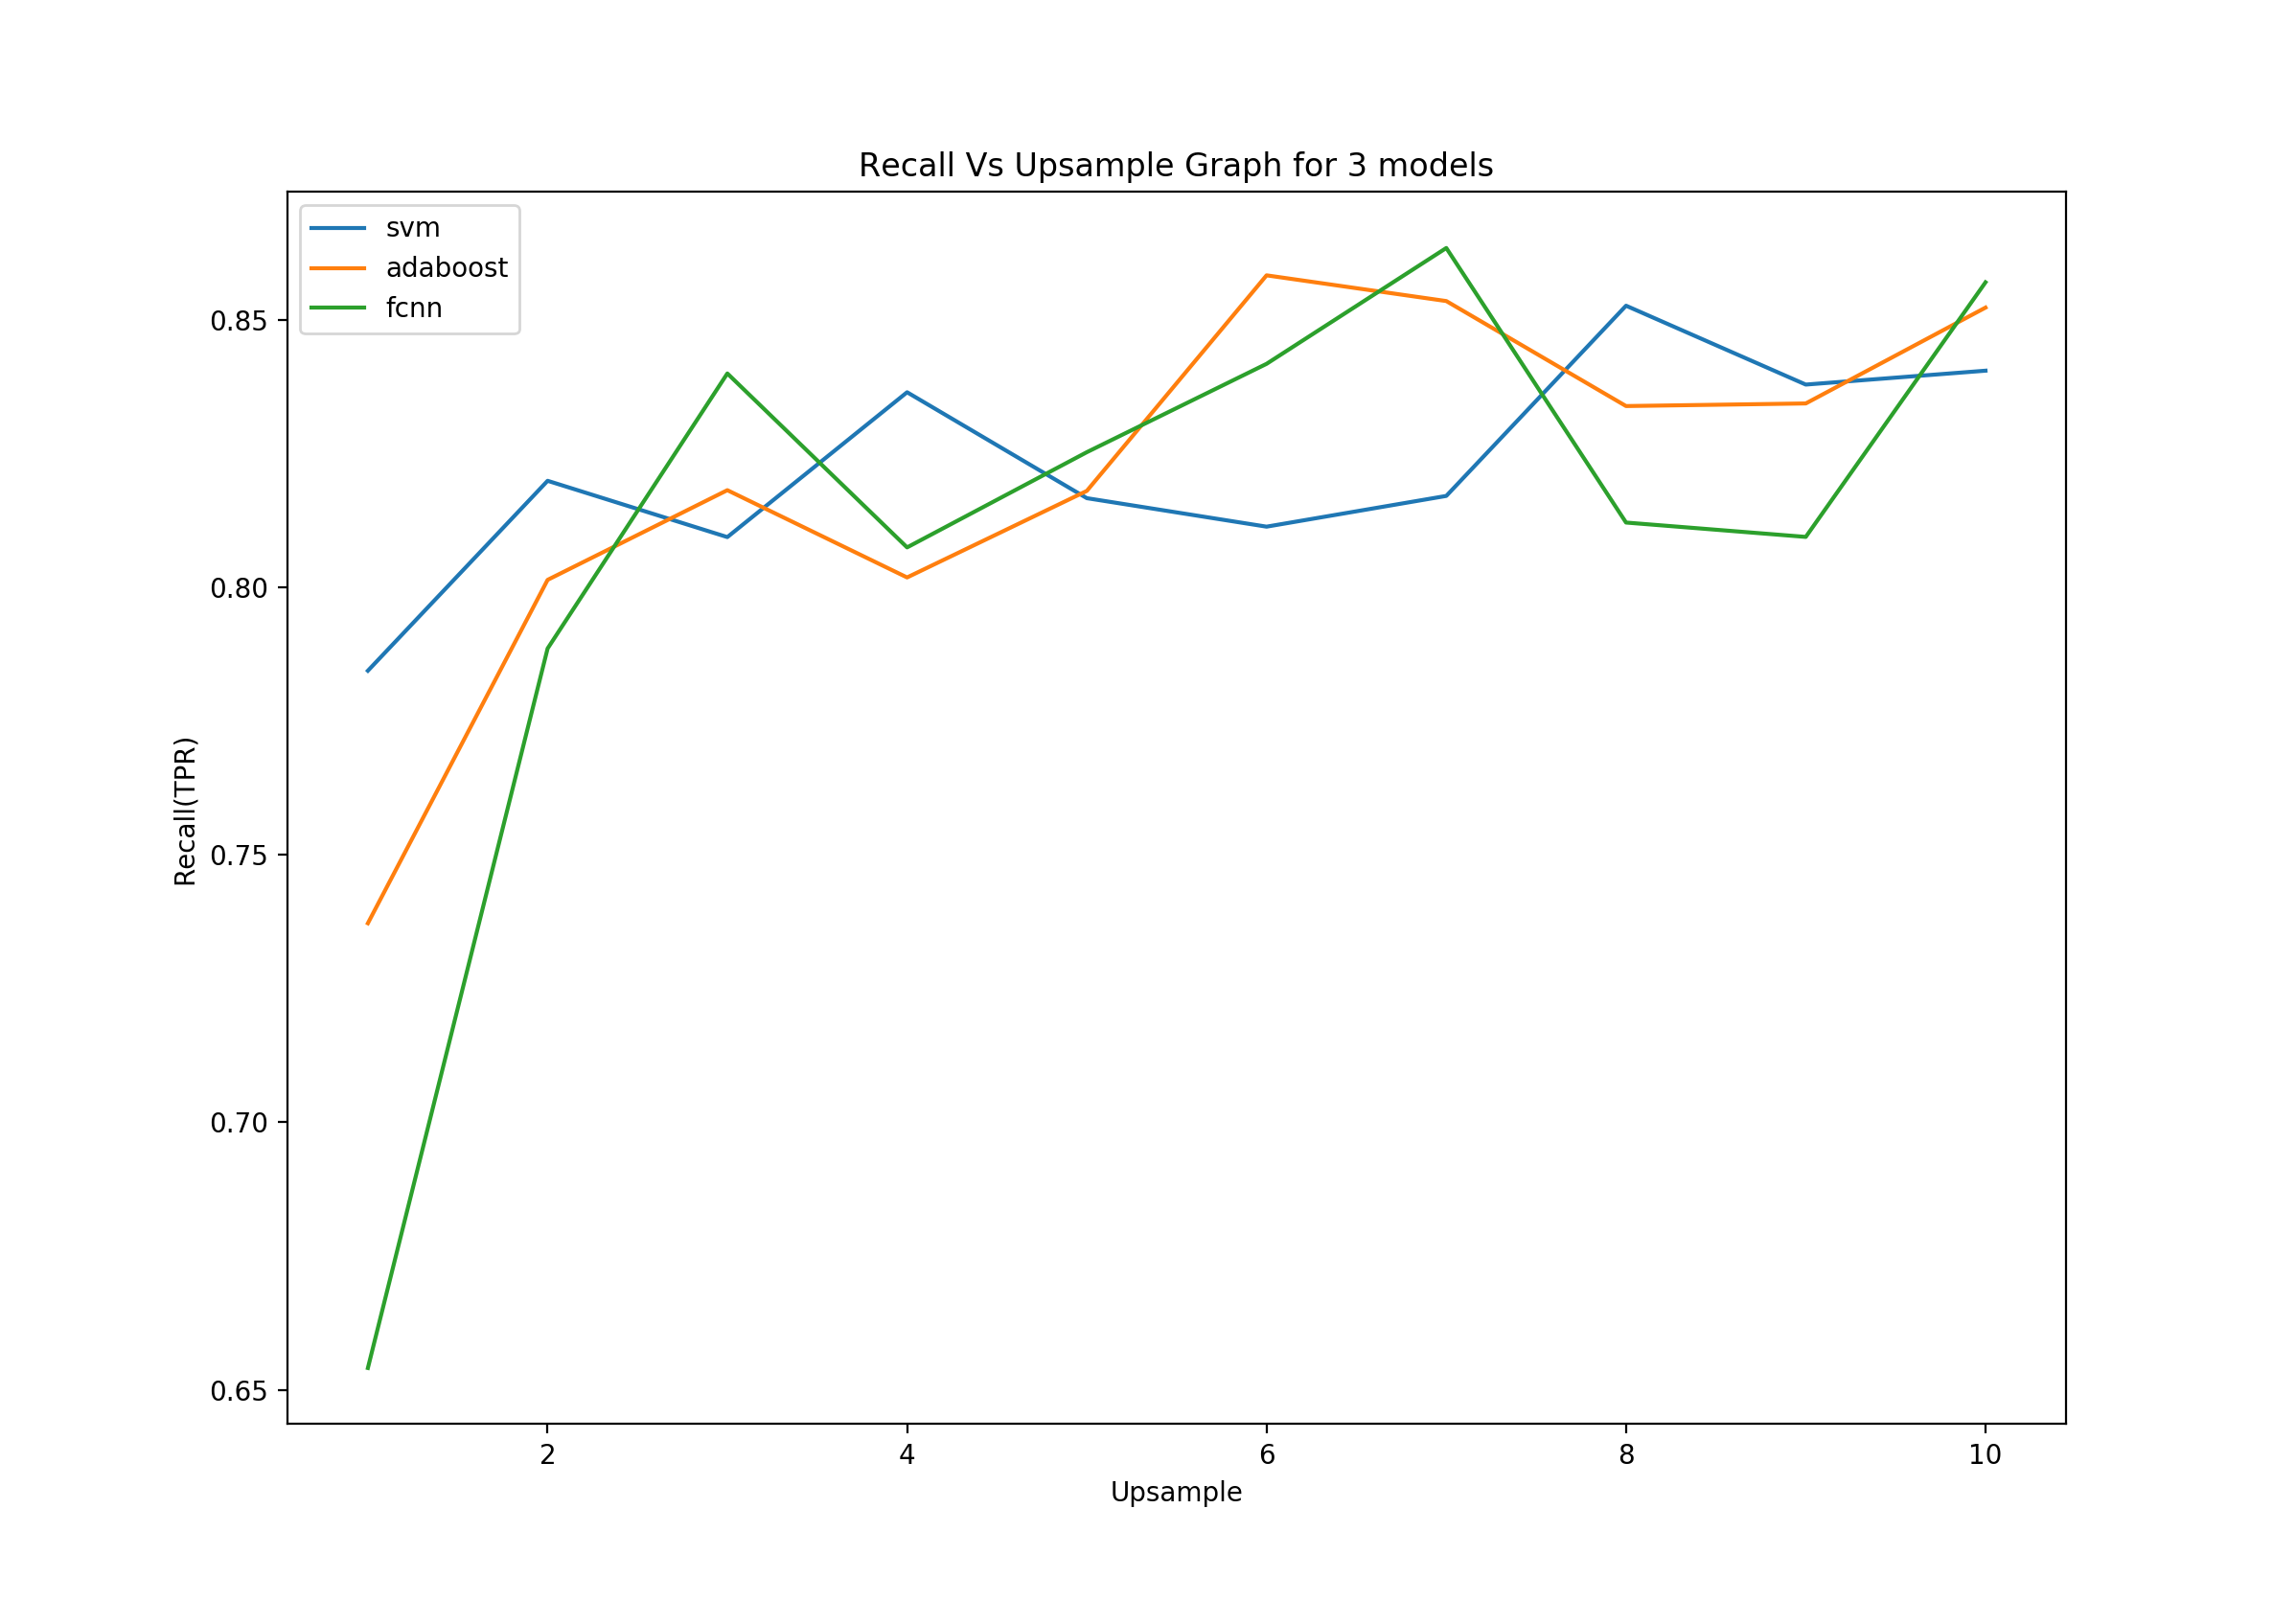 Recall Vs Upsample Graph for 3 models
svm
adaboost
fcnn
0.85
0.80
0.75
0.70
0.65
Recall(TPR)
2 4 6 8 10
Upsample